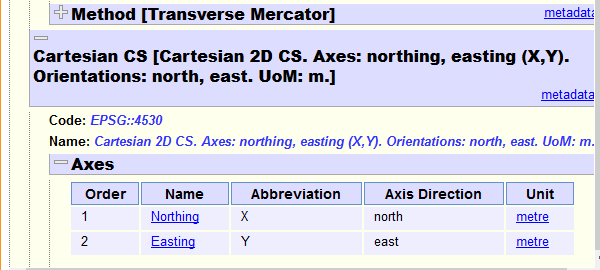 Method [Transverse Mercator] metadata
Cartesian CS [Cartesian 2D CS. Axes: northing, easting (X,Y).
Orientations: north, east. UoM: m.]
metadata
Code: EPSG::4530
Name: Cartesian 2D CS. Axes: northing, easting (X,Y). Orientations: north, east. UoM: m.
Axes
Order Name Abbreviation Axis Direction Unit
1 Northing X north metre
2 Easting Y east metre